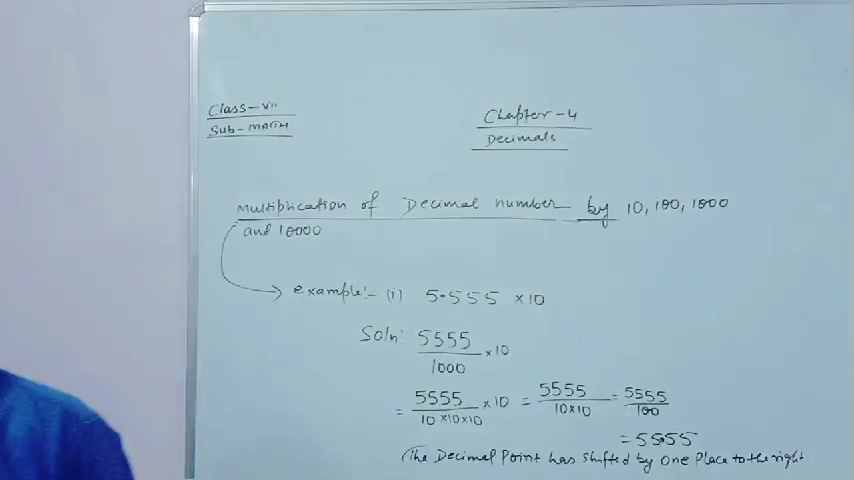 Class-VII
Sub-MATH
Chapter-4
Decimals
Multiplication of Decimal number by 10, 100, 1000
and 10000
example:- (i) 5.555 ×10
Soln: 5555/1000 ×10
= 5555/10×10×10 ×10 = 5555/10×10 = 5555/100
= 55.55
(The Decimal Point has shifted by one Place to the right